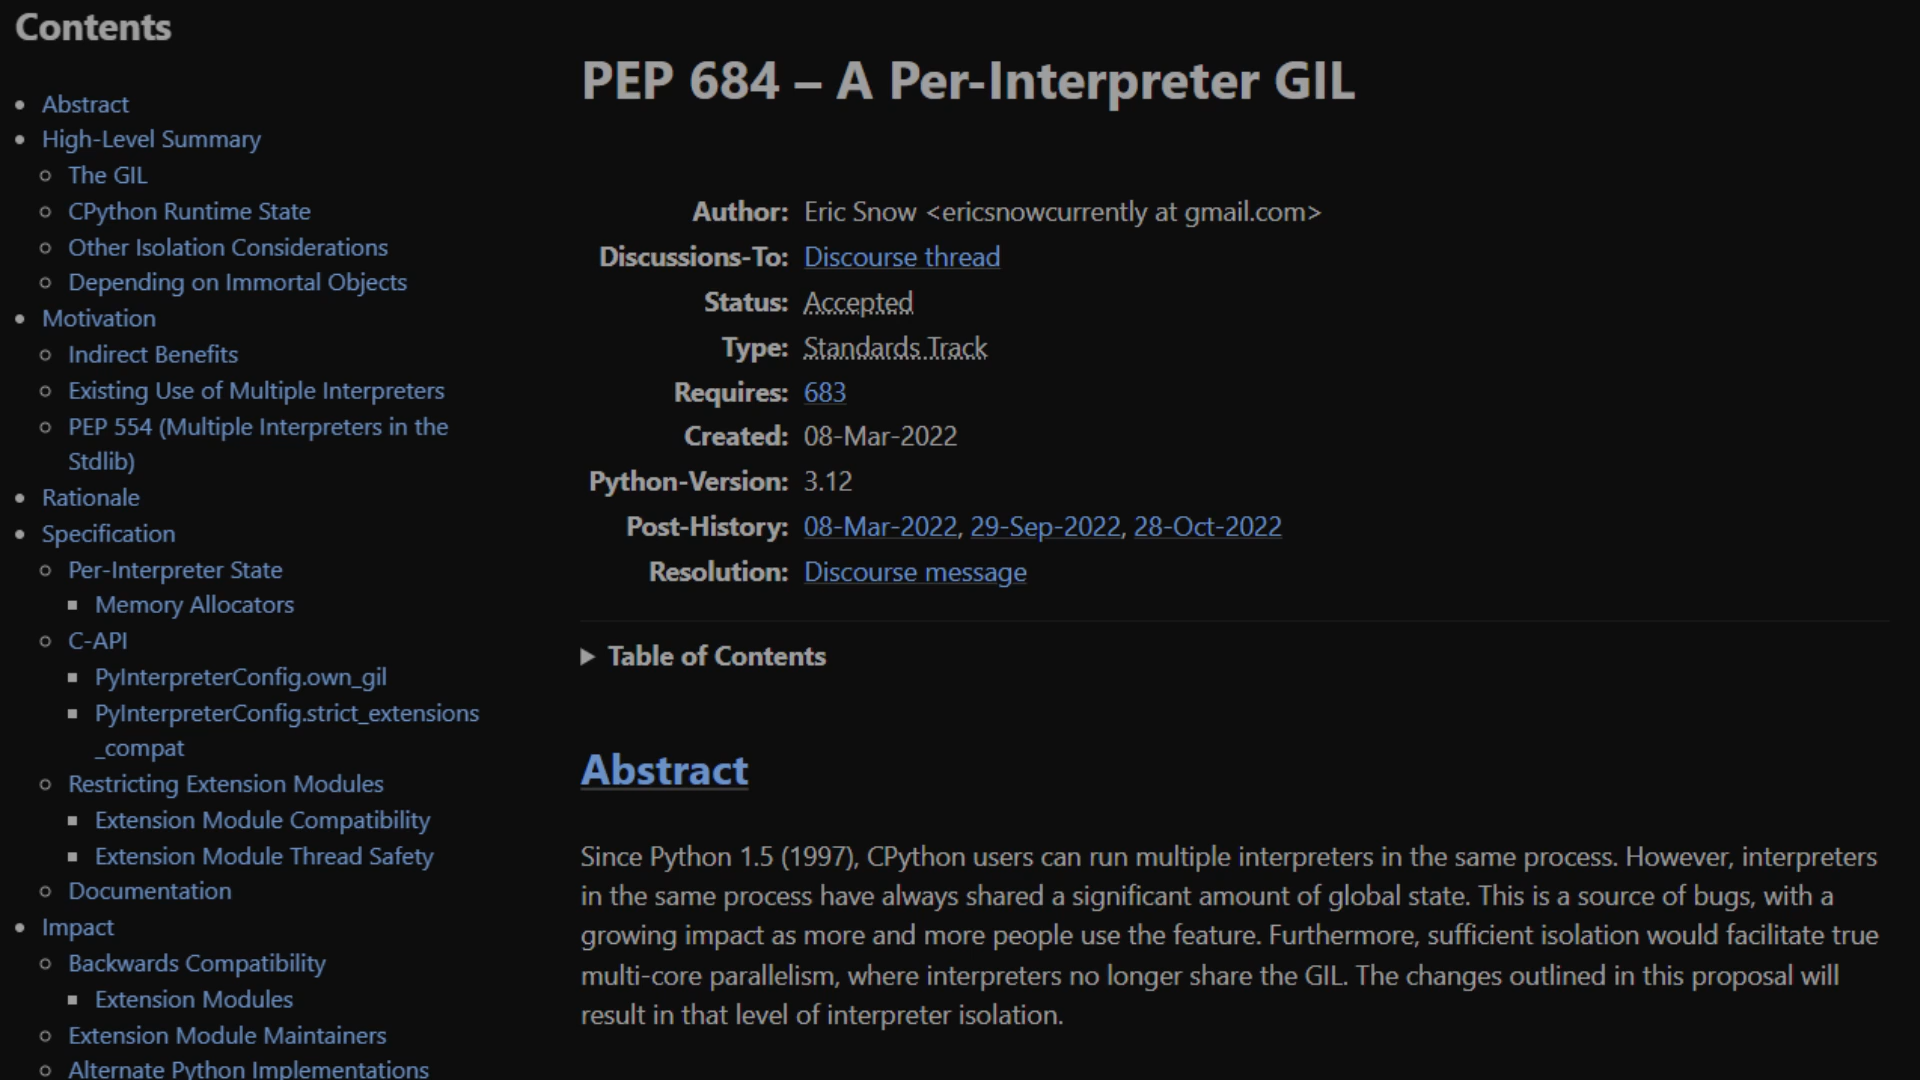 Contents
Abstract
High-Level Summary
The GIL
CPython Runtime State
Other Isolation Considerations
Depending on Immortal Objects
Motivation
Indirect Benefits
Existing Use of Multiple Interpreters
PEP 554 (Multiple Interpreters in the
Stdlib)
Rationale
Specification
Per-Interpreter State
Memory Allocators
C-API
PyInterpreterConfig.own_gil
PyInterpreterConfig.strict_extensions
_compat
Restricting Extension Modules
Extension Module Compatibility
Extension Module Thread Safety
Documentation
Impact
Backwards Compatibility
Extension Modules
Extension Module Maintainers
Alternate Python Implementations
PEP 684 – A Per-Interpreter GIL
Author: Eric Snow <ericsnowcurrently at gmail.com>
Discussions-To: Discourse thread
Status: Accepted
Type: Standards Track
Requires: 683
Created: 08-Mar-2022
Python-Version: 3.12
Post-History: 08-Mar-2022, 29-Sep-2022, 28-Oct-2022
Resolution: Discourse message
Table of Contents
Abstract
Since Python 1.5 (1997), CPython users can run multiple interpreters in the same process. However, interpreters
in the same process have always shared a significant amount of global state. This is a source of bugs, with a
growing impact as more and more people use the feature. Furthermore, sufficient isolation would facilitate true
multi-core parallelism, where interpreters no longer share the GIL. The changes outlined in this proposal will
result in that level of interpreter isolation.